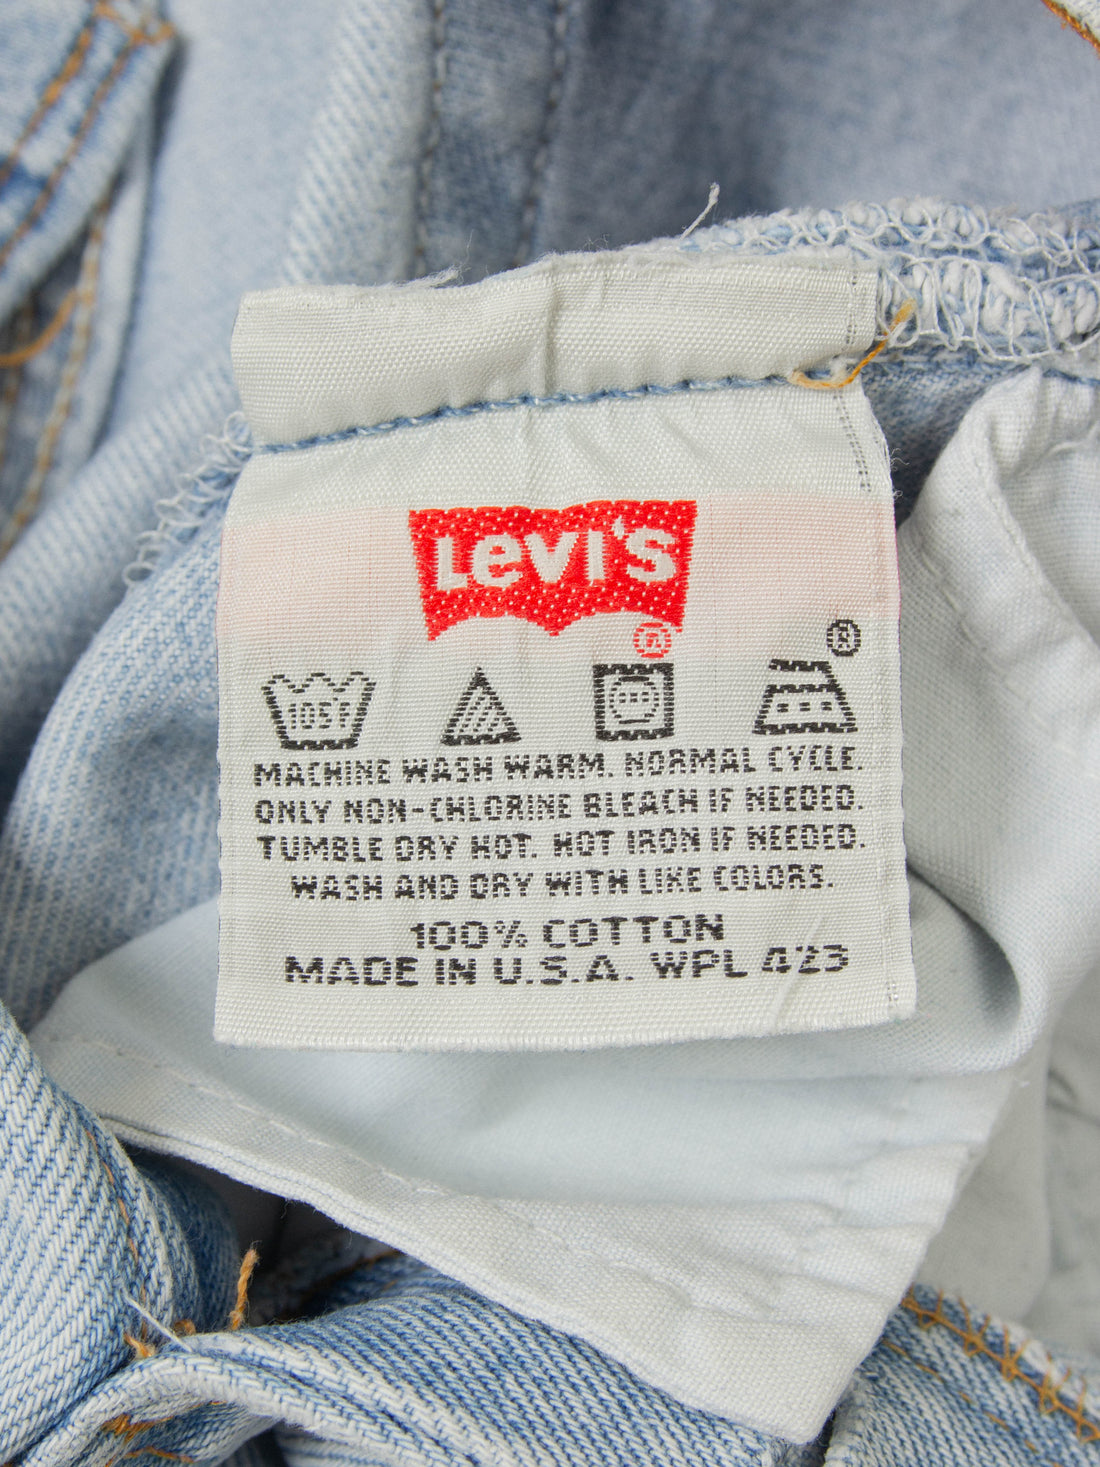 Levi's
®
®
105F
MACHINE WASH WARM. NORMAL CYCLE.
ONLY NON-CHLORINE BLEACH IF NEEDED.
TUMBLE DRY HOT. HOT IRON IF NEEDED.
WASH AND DRY WITH LIKE COLORS.
100% COTTON
MADE IN U.S.A. WPL 423